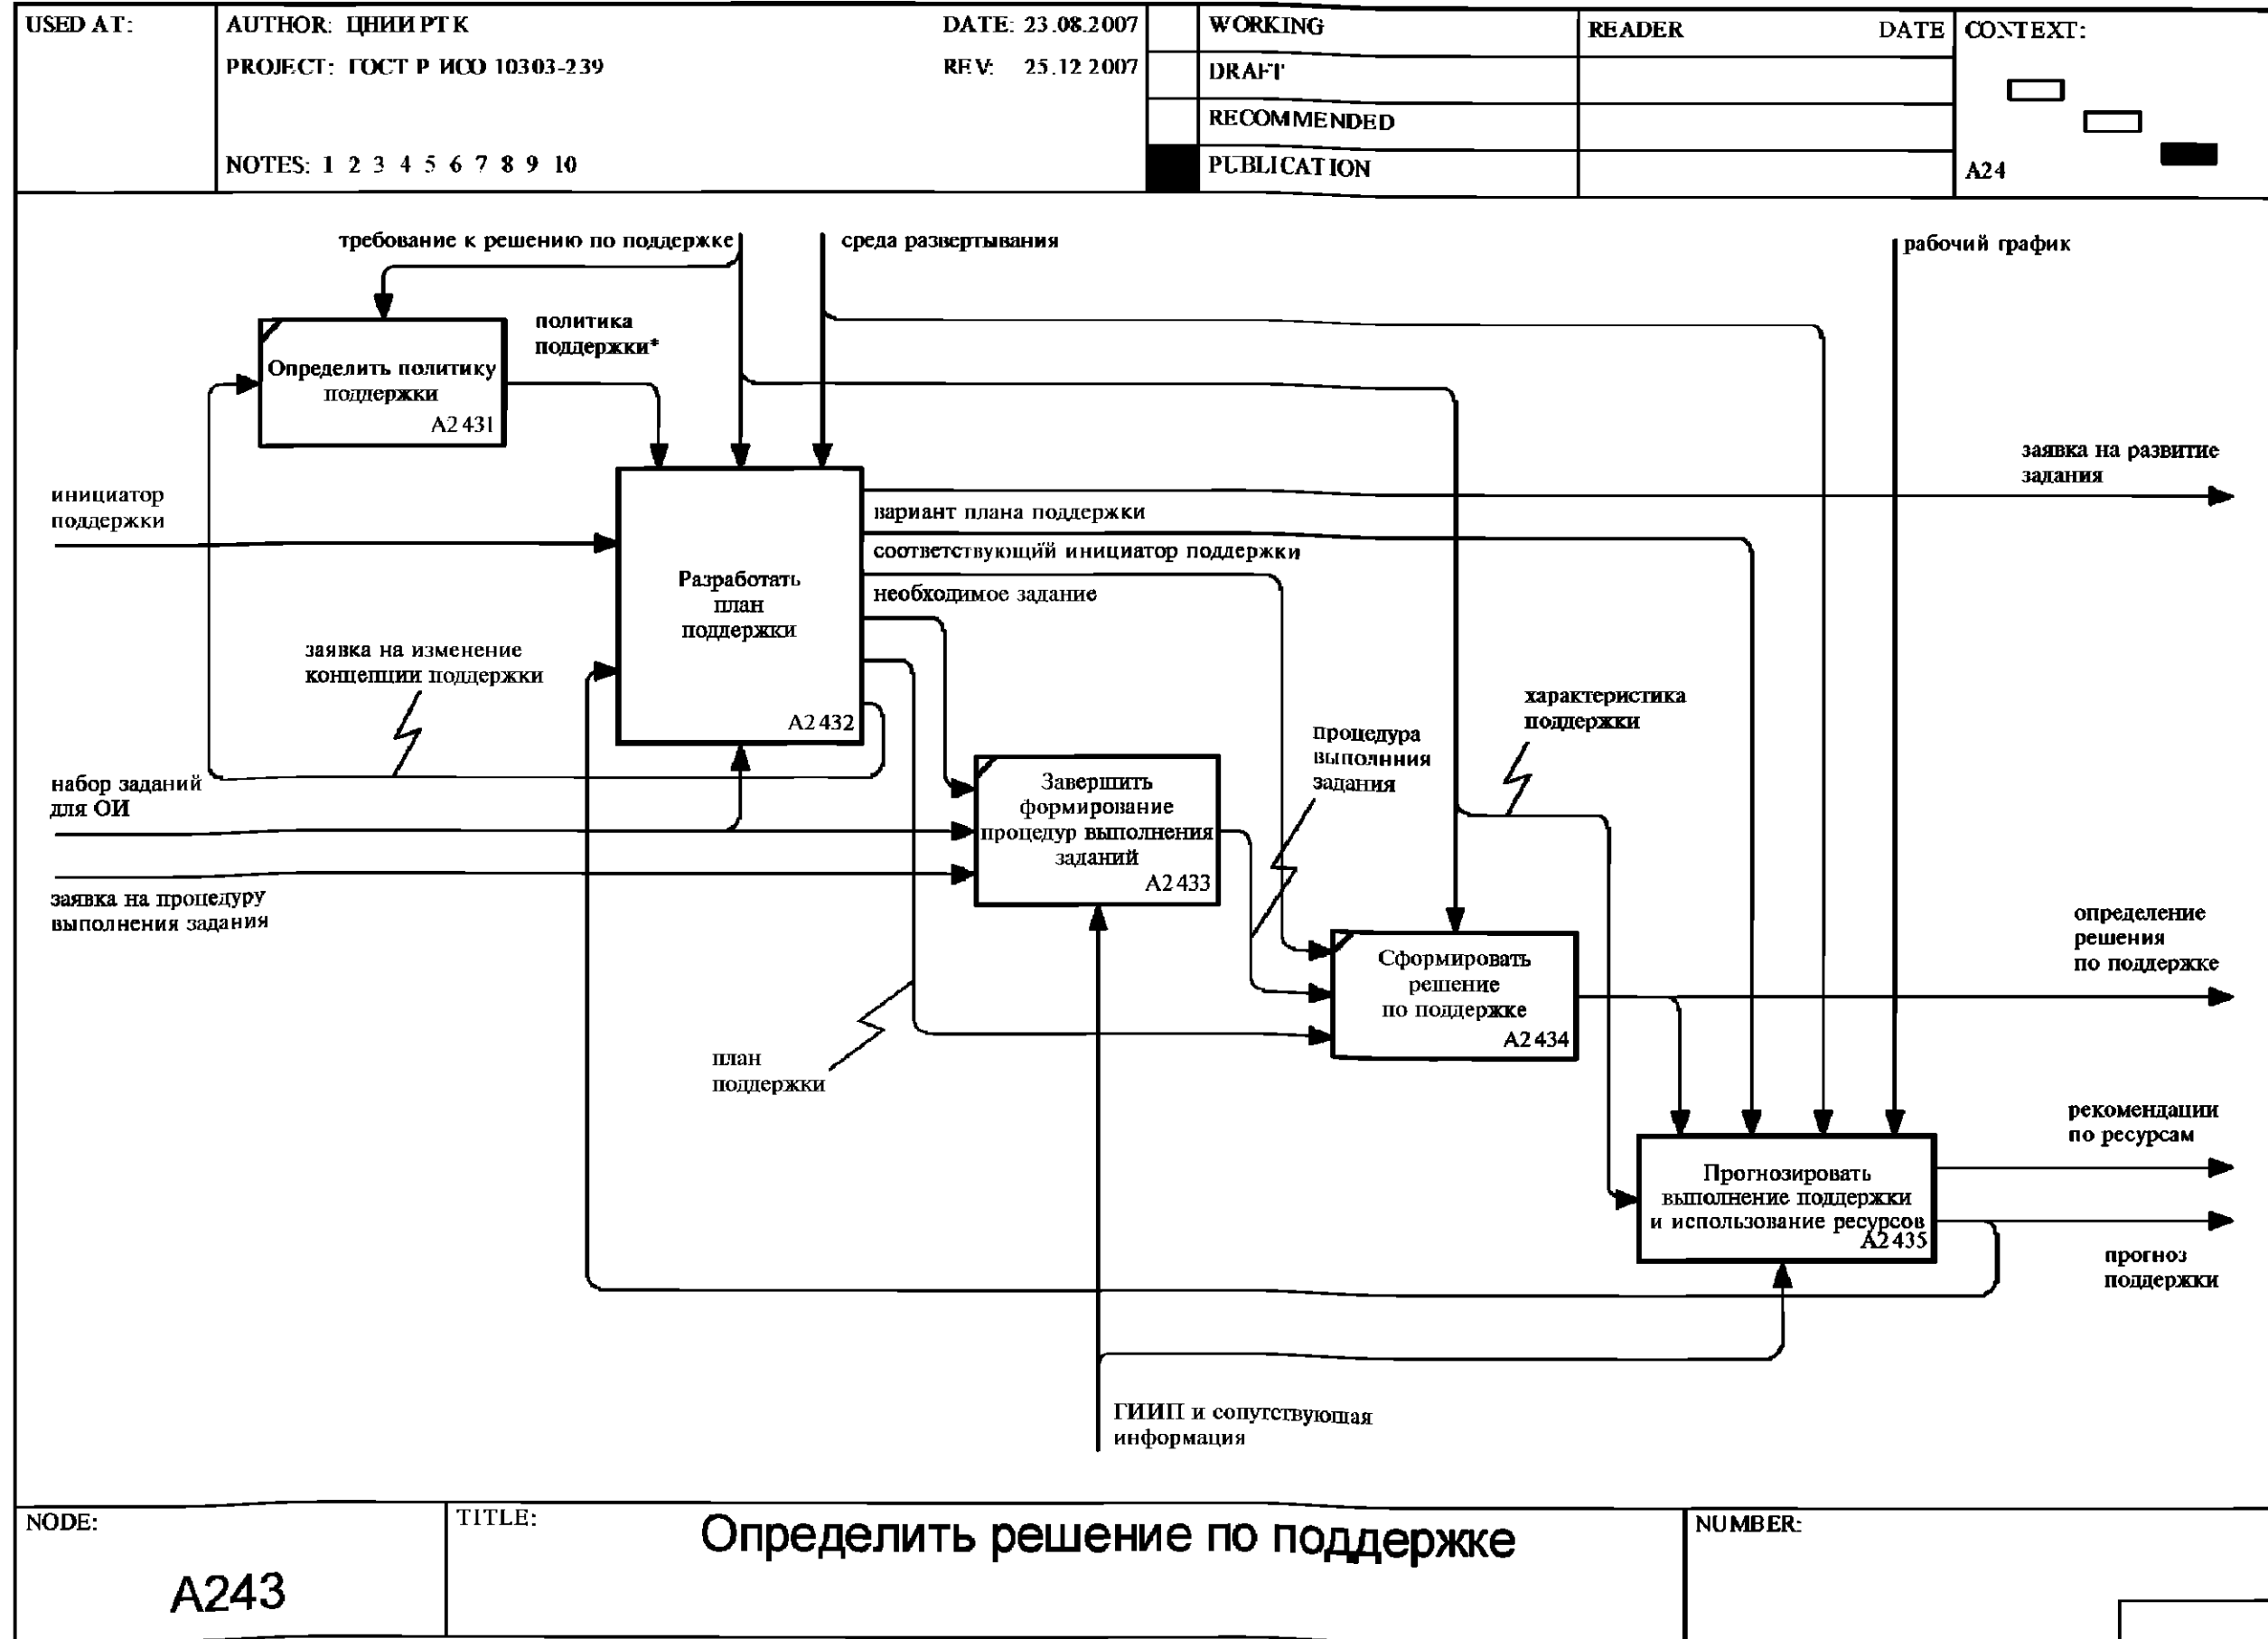 USED AT:
AUTHOR: ЦНИИ РТК
DATE: 23.08.2007
PROJECT: ГОСТ Р ИСО 10303-239
REV: 25.12 2007
NOTES: 1 2 3 4 5 6 7 8 9 10
WORKING
DRAFT
RECOMMENDED
PUBLICATION
READER
DATE
CONTEXT:
A24
требование к решению по поддержке
среда развертывания
рабочий график
политика
поддержки*
Определить политику
поддержки
A2431
заявка на развитие
задания
инициатор
поддержки
вариант плана поддержки
соответствующий инициатор поддержки
необходимое задание
Разработать
план
поддержки
A2432
заявка на изменение
концепции поддержки
характеристика
поддержки
процедура
выполнния
задания
набор заданий
для ОИ
Завершить
формирование
процедур выполнения
заданий
A2433
заявка на процедуру
выполнения задания
определение
решения
по поддержке
Сформировать
решение
по поддержке
A2434
план
поддержки
рекомендации
по ресурсам
Прогнозировать
выполнение поддержки
и использование ресурсов
A2435
прогноз
поддержки
ГИИП и сопутствующая
информация
NODE:
A243
TITLE:
Определить решение по поддержке
NUMBER: